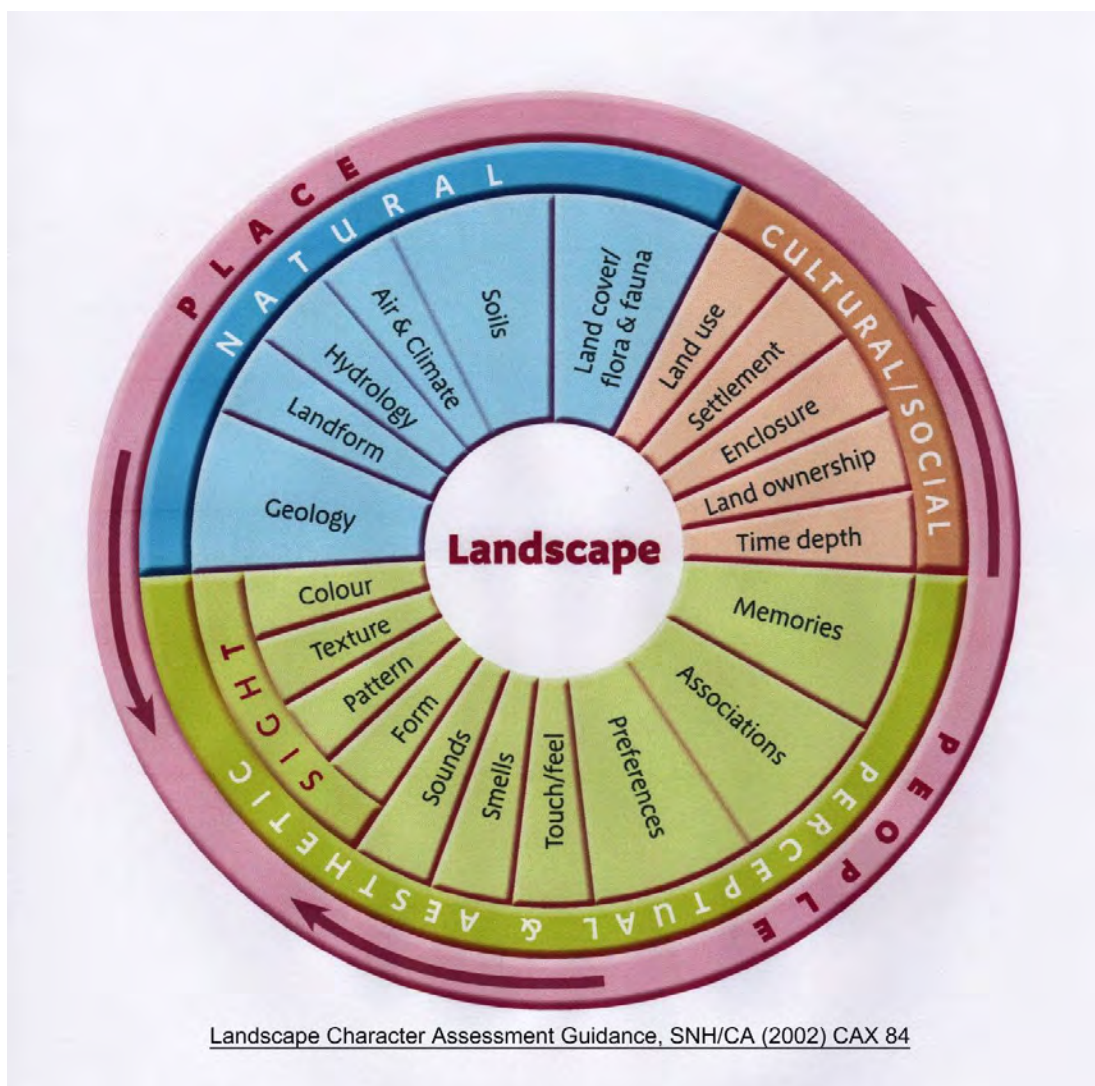 PLACE
NATURAL
CULTURAL/SOCIAL
Geology
Landform
Hydrology
Air & Climate
Soils
Land cover/
flora & fauna
Land use
Settlement
Enclosure
Land ownership
Time depth
Landscape
Memories
Associations
Preferences
Touch/feel
Smells
Sounds
Form
Pattern
Texture
Colour
SIGHT
PERCEPTUAL & AESTHETIC
PEOPLE
Landscape Character Assessment Guidance, SNH/CA (2002) CAX 84